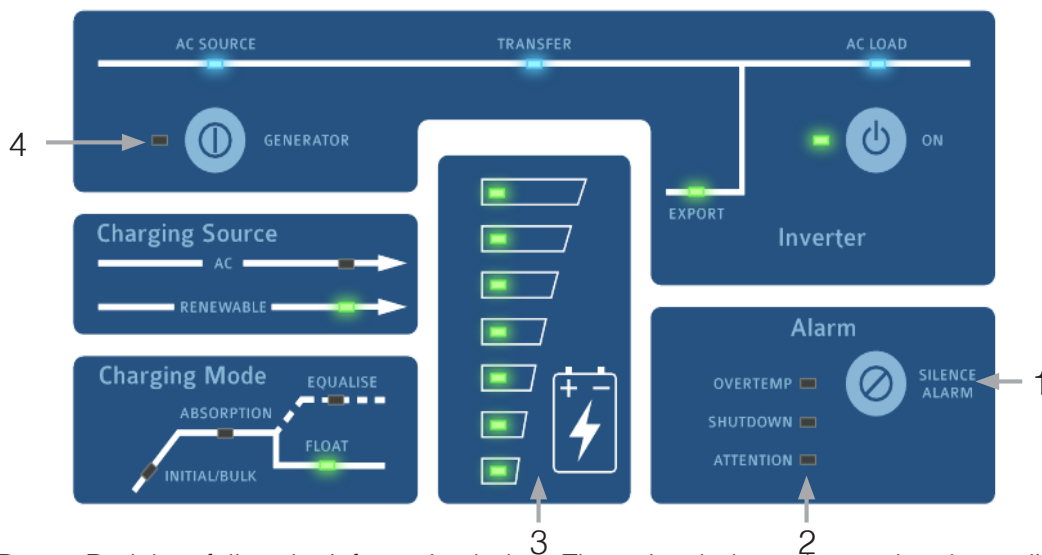 AC SOURCE
TRANSFER
AC LOAD
4
GENERATOR
ON
EXPORT
Inverter
Charging Source
AC
RENEWABLE
Charging Mode
EQUALISE
ABSORPTION
FLOAT
INITIAL/BULK
+ −
Alarm
OVERTEMP
SILENCE
ALARM
1
SHUTDOWN
ATTENTION
3
2